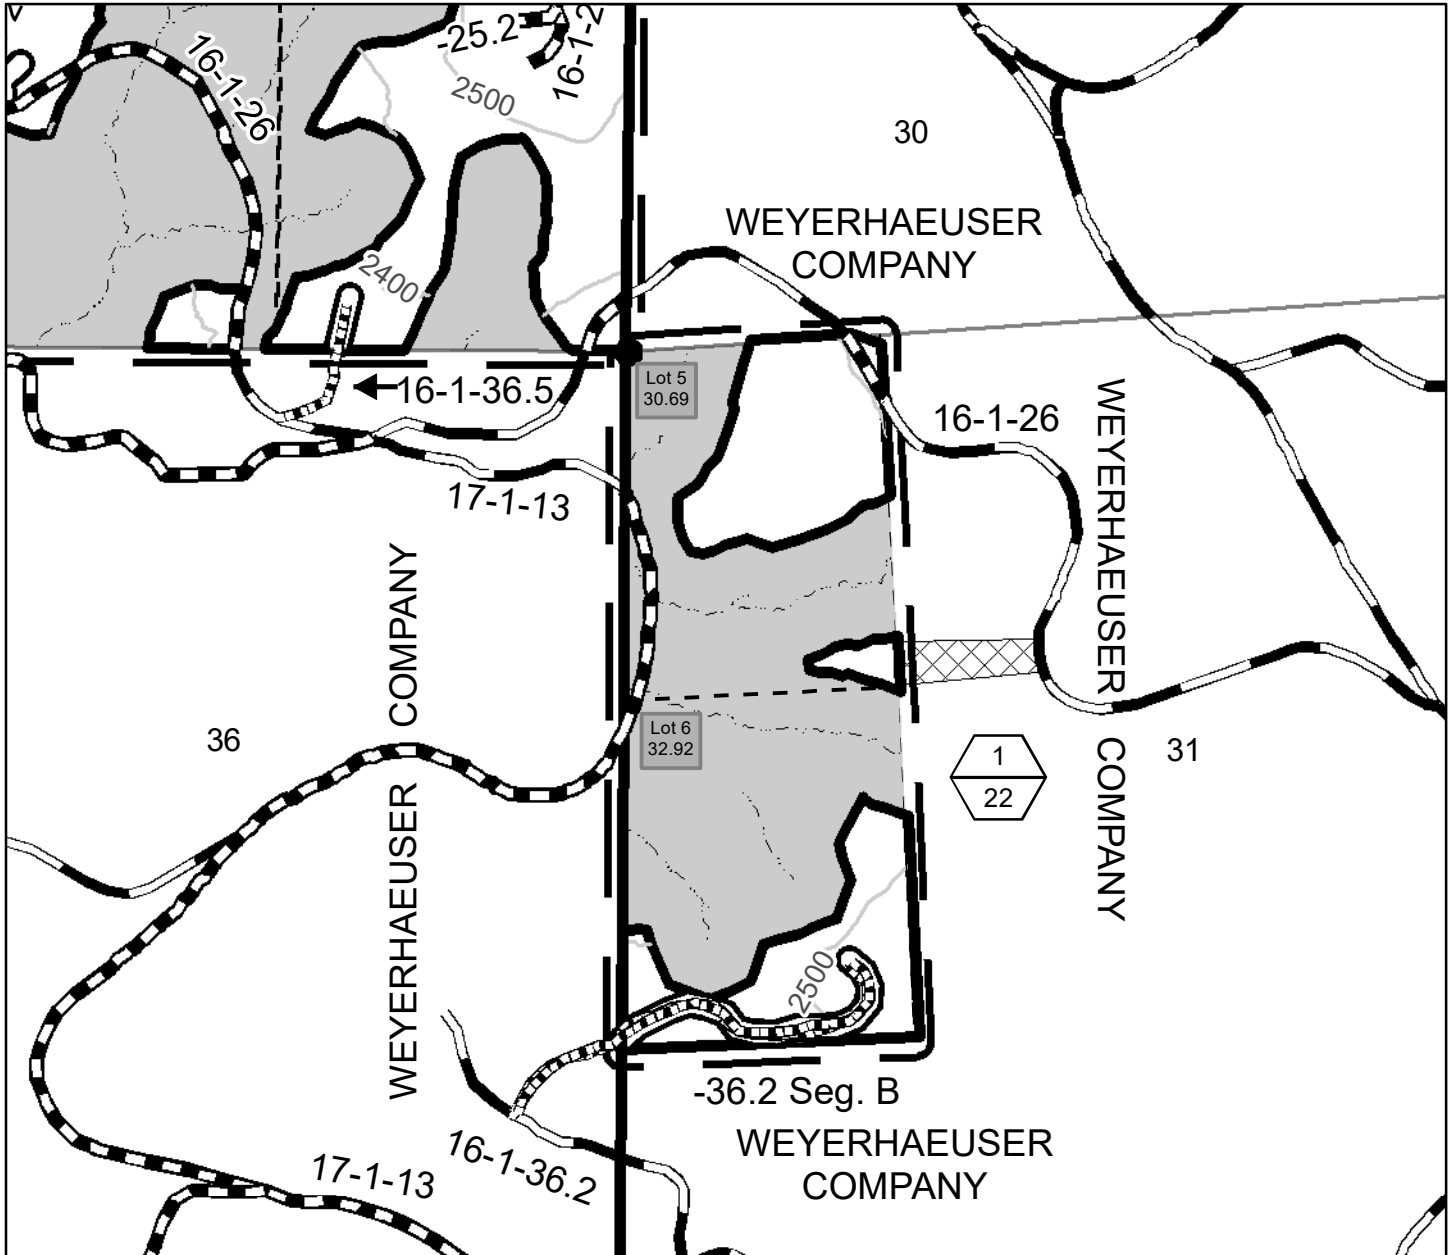 -25.2
16-1-2
16-1-26
2500
30
WEYERHAEUSER
COMPANY
2400
Lot 5
30.69
16-1-36.5
16-1-26
17-1-13
WEYERHAEUSER COMPANY
WEYERHAEUSER COMPANY
Lot 6
32.92
36
31
1
22
2500
-36.2 Seg. B
WEYERHAEUSER
COMPANY
16-1-36.2
17-1-13